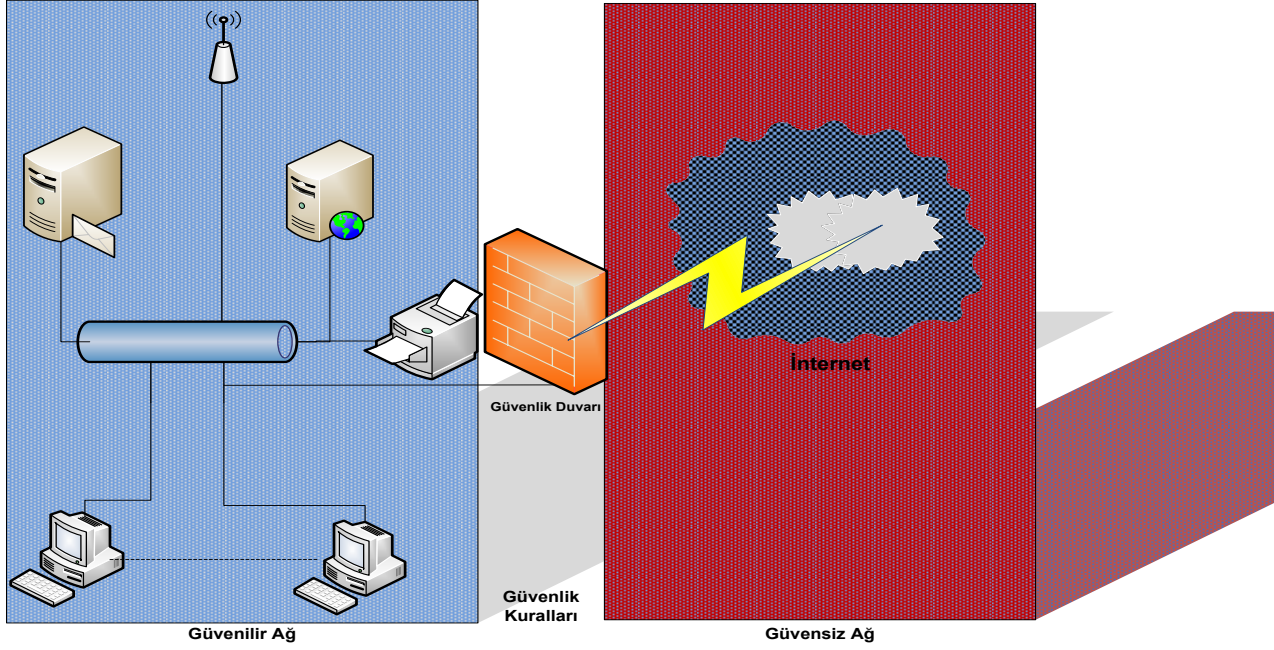 İnternet
Güvenlik Duvarı
Güvenlik
Kuralları
Güvenilir Ağ
Güvensiz Ağ